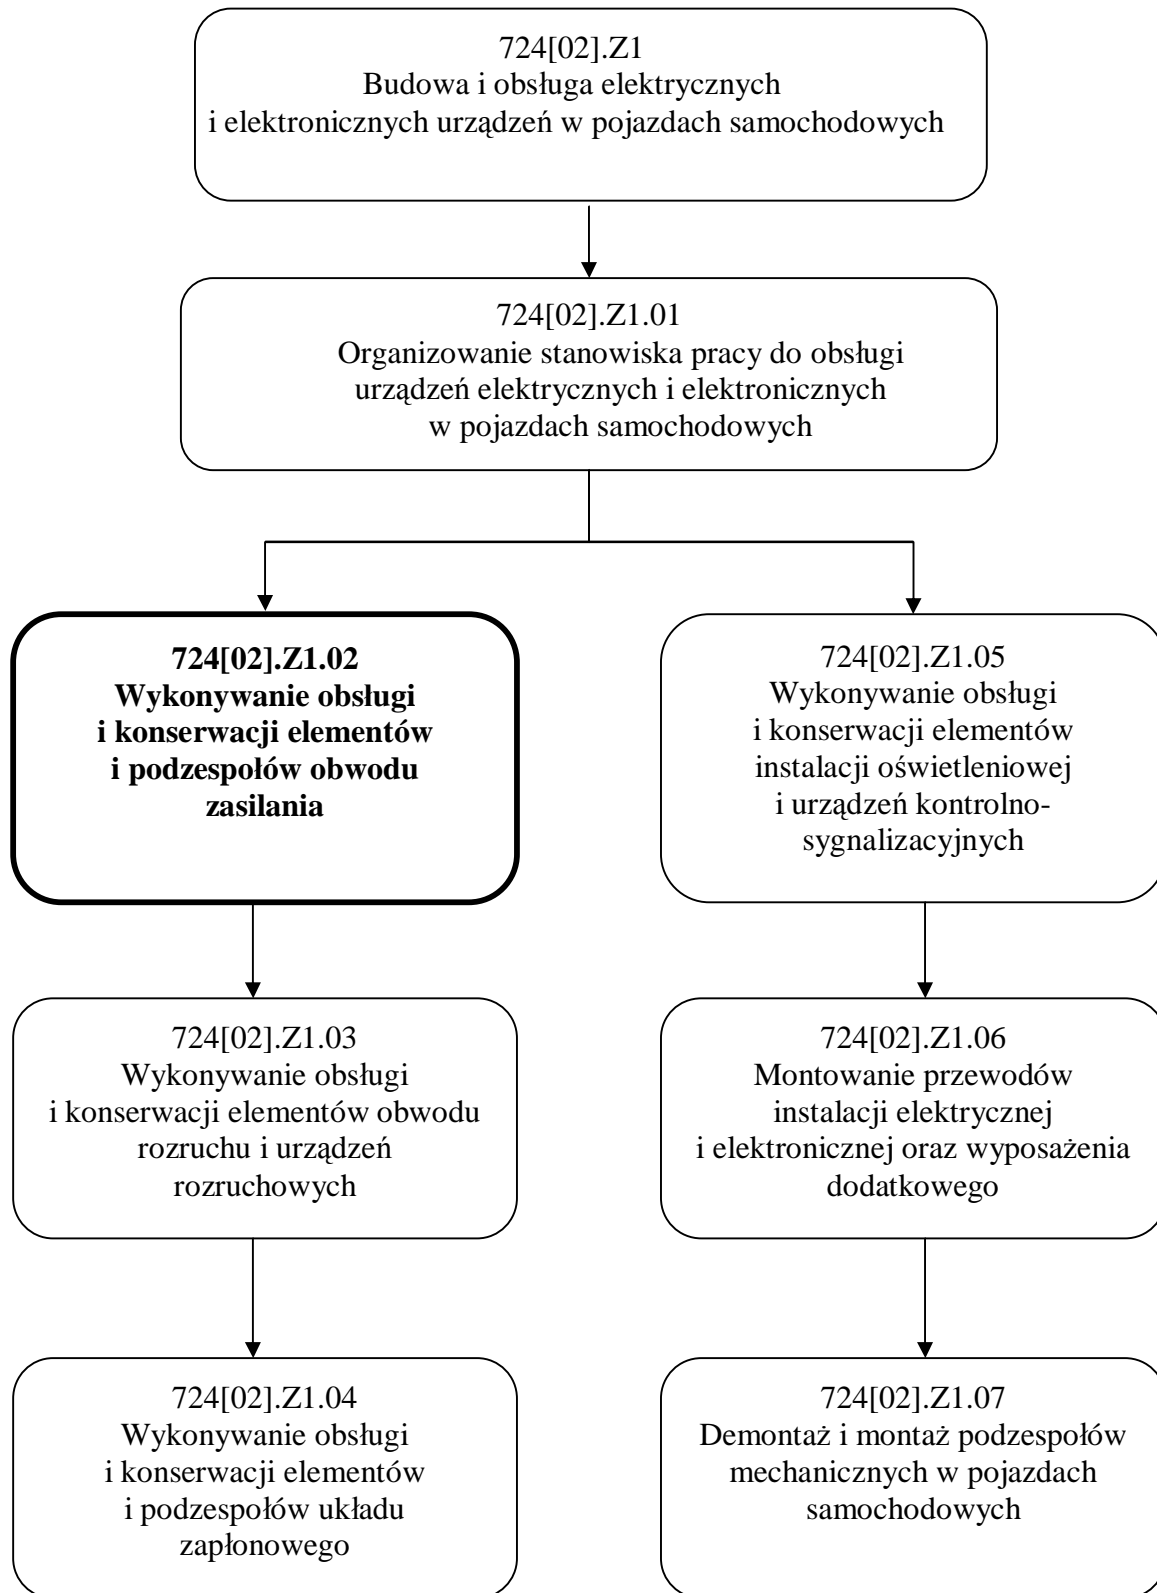 724[02].Z1
Budowa i obsługa elektrycznych
i elektronicznych urządzeń w pojazdach samochodowych
724[02].Z1.01
Organizowanie stanowiska pracy do obsługi
urządzeń elektrycznych i elektronicznych
w pojazdach samochodowych
724[02].Z1.02
Wykonywanie obsługi
i konserwacji elementów
i podzespołów obwodu
zasilania
724[02].Z1.05
Wykonywanie obsługi
i konserwacji elementów
instalacji oświetleniowej
i urządzeń kontrolno-
sygnalizacyjnych
724[02].Z1.03
Wykonywanie obsługi
i konserwacji elementów obwodu
rozruchu i urządzeń
rozruchowych
724[02].Z1.06
Montowanie przewodów
instalacji elektrycznej
i elektronicznej oraz wyposażenia
dodatkowego
724[02].Z1.04
Wykonywanie obsługi
i konserwacji elementów
i podzespołów układu
zapłonowego
724[02].Z1.07
Demontaż i montaż podzespołów
mechanicznych w pojazdach
samochodowych